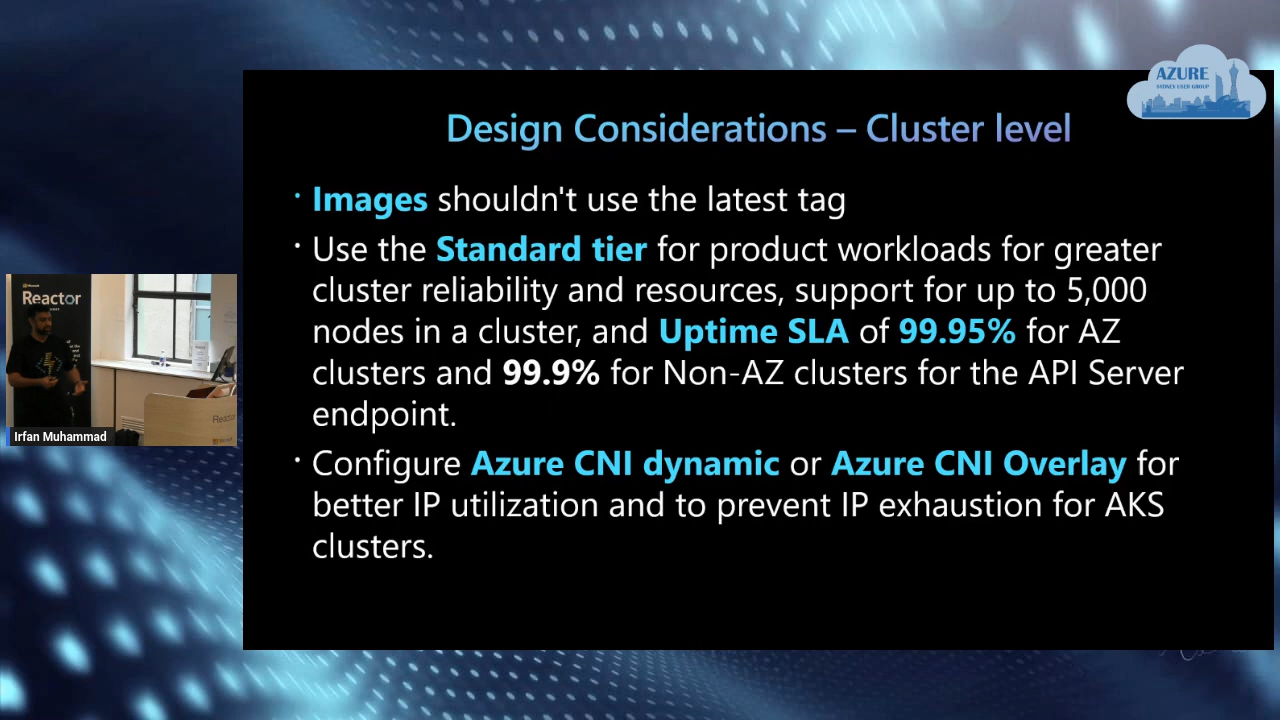 AZURE
SYDNEY USER GROUP
Design Considerations – Cluster level
• Images shouldn't use the latest tag
• Use the Standard tier for product workloads for greater
cluster reliability and resources, support for up to 5,000
nodes in a cluster, and Uptime SLA of 99.95% for AZ
clusters and 99.9% for Non-AZ clusters for the API Server
endpoint.
• Configure Azure CNI dynamic or Azure CNI Overlay for
better IP utilization and to prevent IP exhaustion for AKS
clusters.
Reactor
Irfan Muhammad